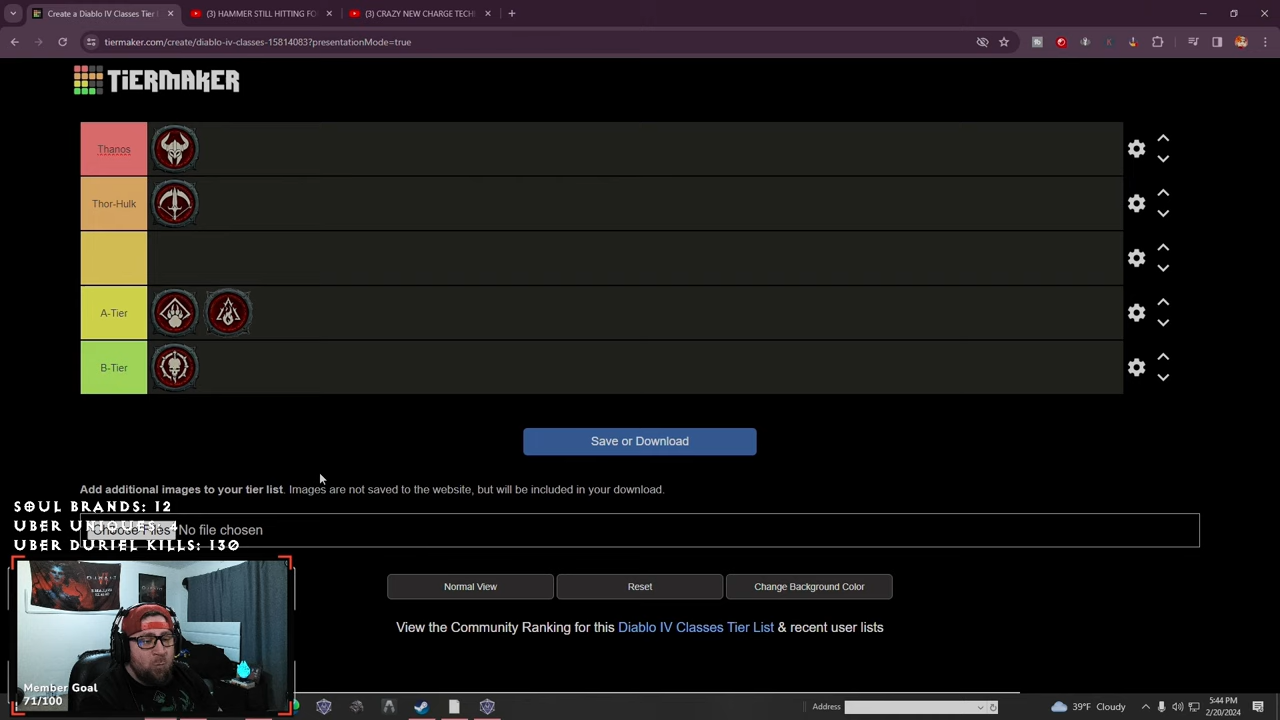 Create a Diablo IV Classes Tier
(3) HAMMER STILL HITTING FO
(3) CRAZY NEW CHARGE TECH
tiermaker.com/create/diablo-iv-classes-15814083?presentationMode=true
TiERMAKER
Thanos
Thor-Hulk
A-Tier
B-Tier
Save or Download
Add additional images to your tier list. Images are not saved to the website, but will be included in your download.
SOUL BRANDS: 12
UBER UNIQUES: 4
Choose Files No file chosen
UBER DURIEL KILLS: 130
Normal View
Reset
Change Background Color
View the Community Ranking for this Diablo IV Classes Tier List & recent user lists
Member Goal
71/100
Address
39°F Cloudy
5:44 PM
2/20/2024